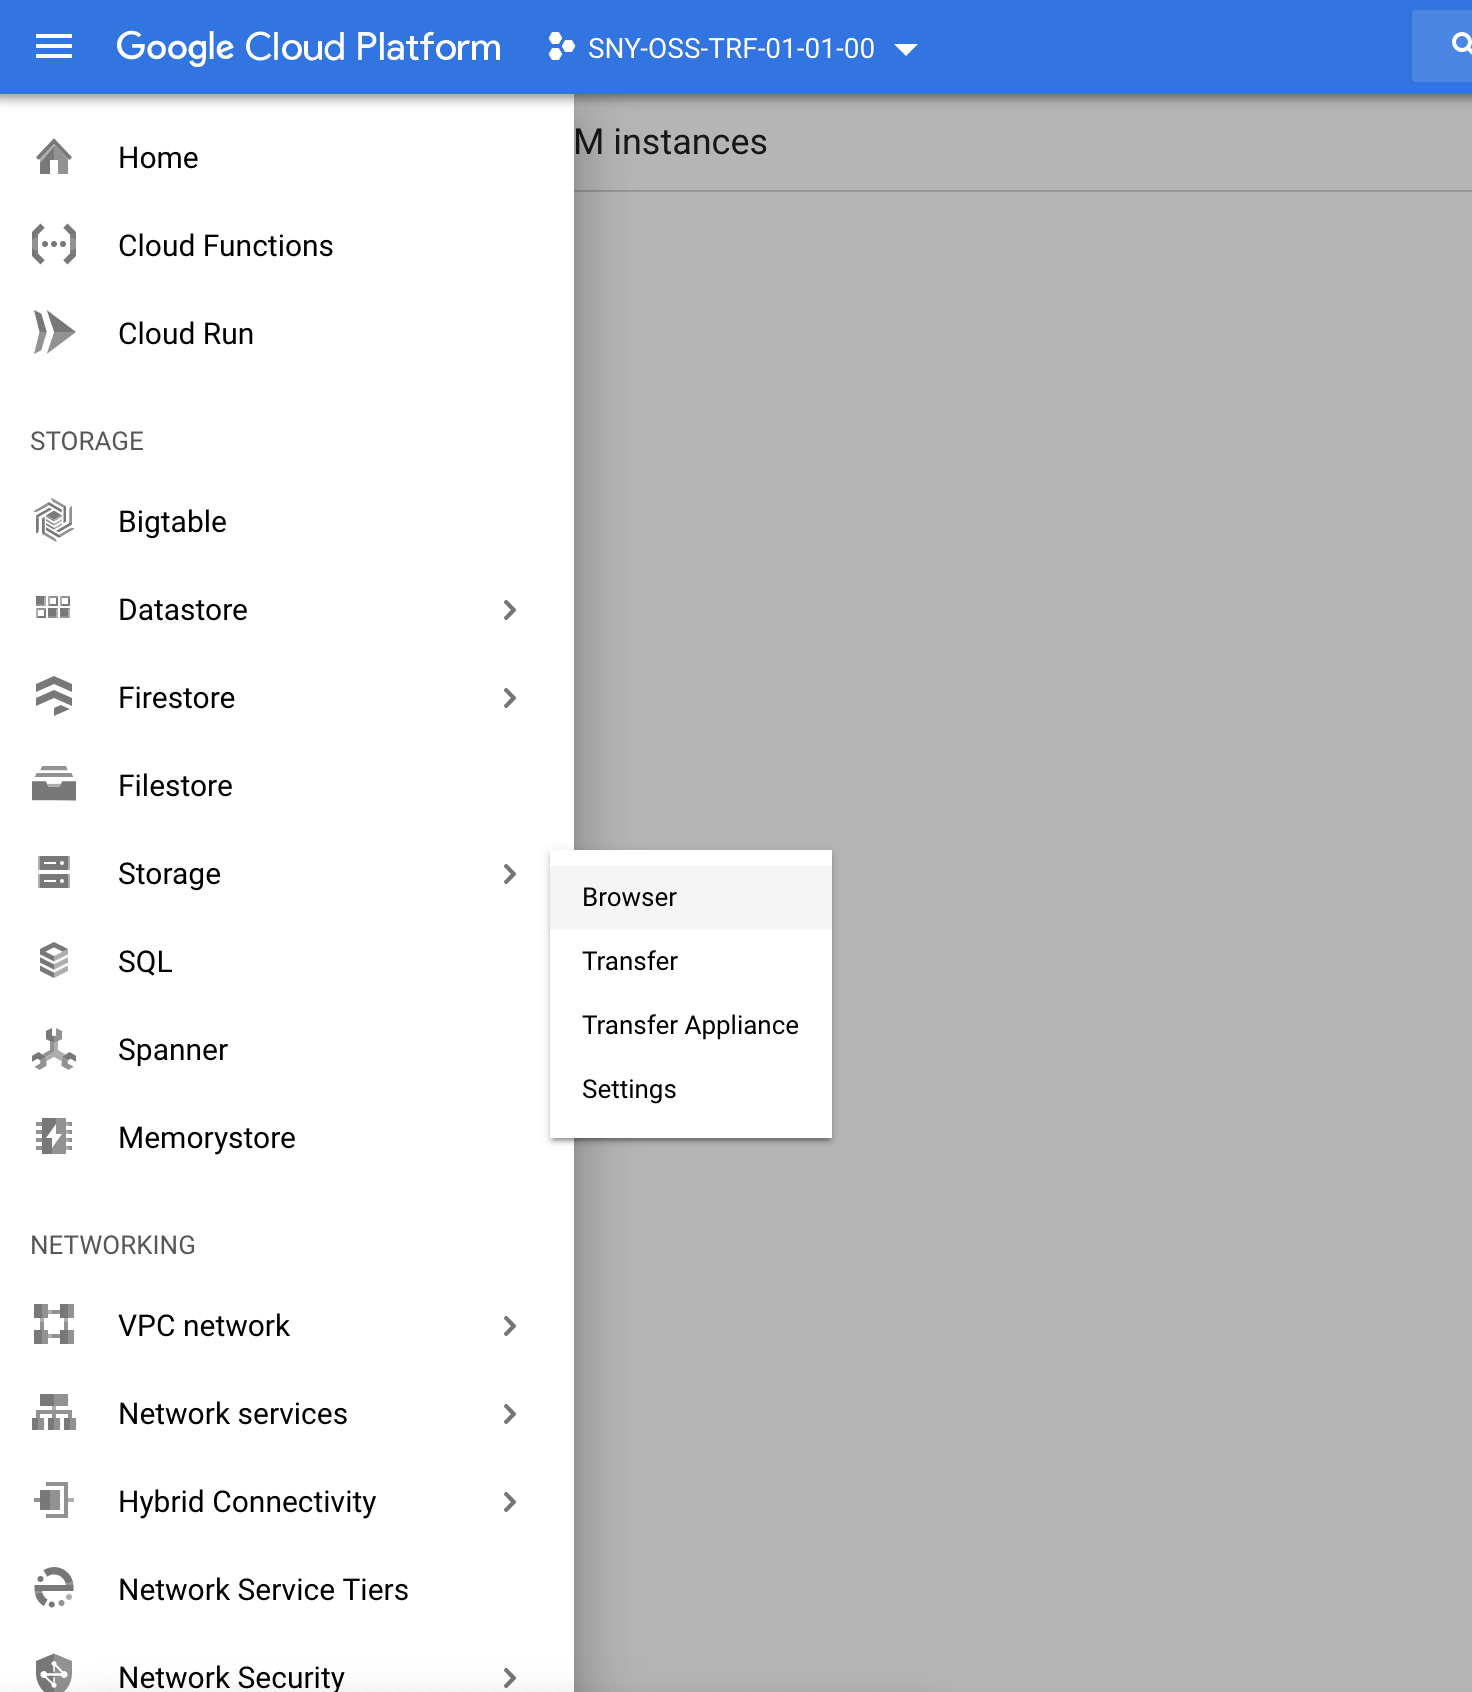 Google Cloud Platform
SNY-OSS-TRF-01-01-00
M instances
Home
Cloud Functions
Cloud Run
STORAGE
Bigtable
Datastore
Firestore
Filestore
Storage
Browser
Transfer
Transfer Appliance
Settings
SQL
Spanner
Memorystore
NETWORKING
VPC network
Network services
Hybrid Connectivity
Network Service Tiers
Network Security